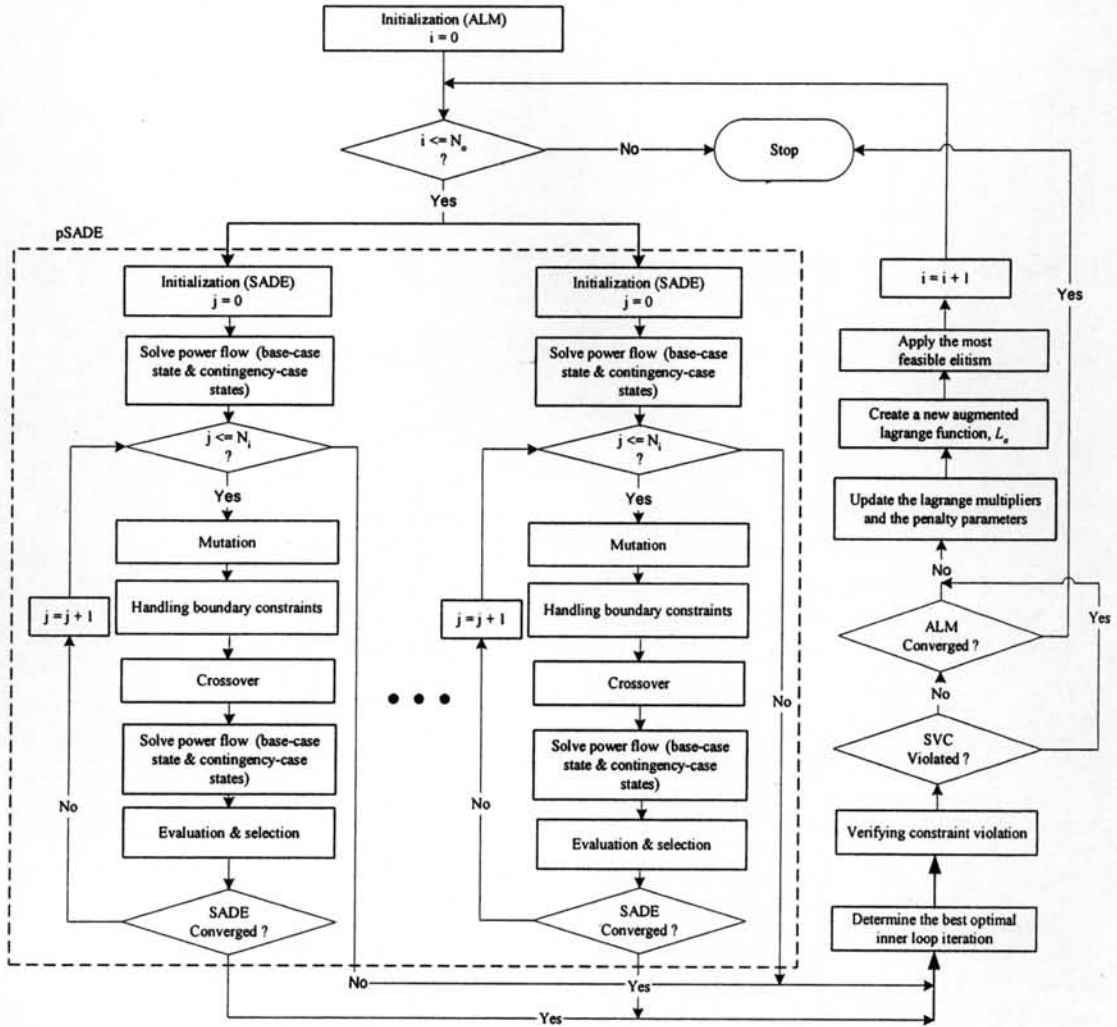 Initialization (ALM)
i = 0
i <= No
?
No
Stop
Yes
pSADE
Initialization (SADE)
j = 0
Solve power flow (base-case
state & contingency-case
states)
j <= Ni
?
Yes
Mutation
Handling boundary constraints
j = j + 1
Crossover
Solve power flow (base-case
state & contingency-case
states)
No
Evaluation & selection
SADE
Converged ?
No
Yes
• • •
Initialization (SADE)
j = 0
Solve power flow (base-case
state & contingency-case
states)
j <= Ni
?
Yes
Mutation
Handling boundary constraints
j = j + 1
Crossover
No
Solve power flow (base-case
state & contingency-case
states)
No
Evaluation & selection
SADE
Converged ?
Yes
i = i + 1
Yes
Apply the most
feasible elitism
Create a new augmented
lagrange function, La
Update the lagrange multipliers
and the penalty parameters
No
Yes
ALM
Converged ?
No
SVC
Violated ?
Verifying constraint violation
Determine the best optimal
inner loop iteration